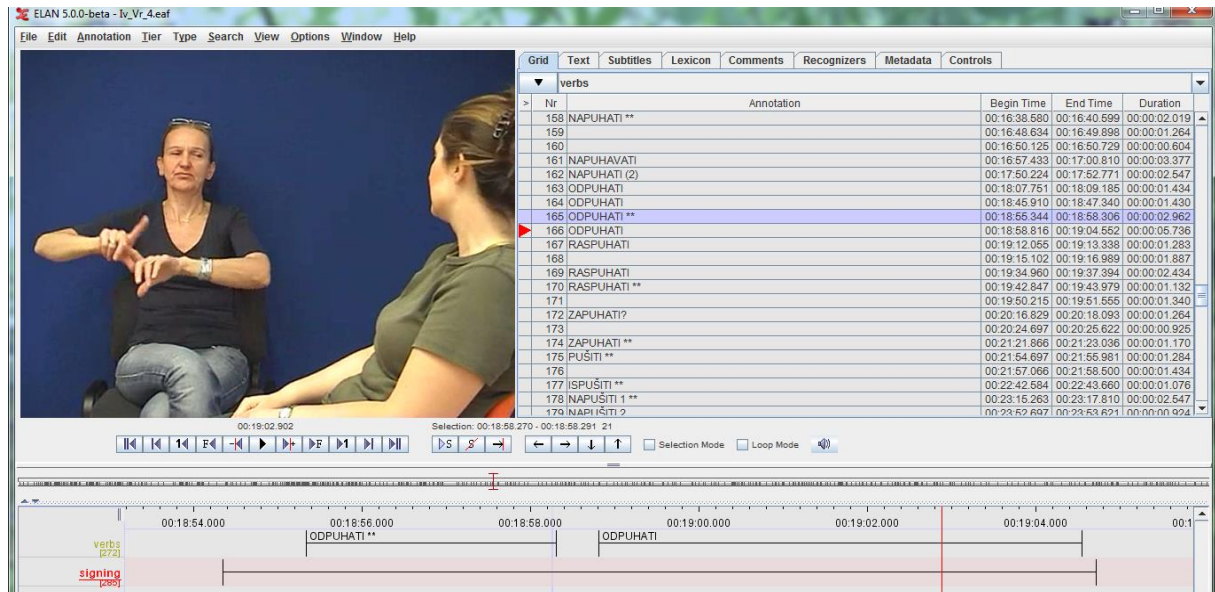 ELAN 5.0.0-beta - Iv_Vr_4.eaf
File Edit Annotation Tier Type Search View Options Window Help
Grid Text Subtitles Lexicon Comments Recognizers Metadata Controls
verbs
> Nr Annotation Begin Time End Time Duration
158 NAPUHATI ** 00:16:38.580 00:16:40.599 00:00:02.019
159 00:16:48.634 00:16:49.898 00:00:01.264
160 00:16:50.125 00:16:50.729 00:00:00.604
161 NAPUHAVATI 00:16:57.433 00:17:00.810 00:00:03.377
162 NAPUHATI (2) 00:17:50.224 00:17:52.771 00:00:02.547
163 ODPUHATI 00:18:07.751 00:18:09.185 00:00:01.434
164 ODPUHATI 00:18:45.910 00:18:47.340 00:00:01.430
165 ODPUHATI ** 00:18:55.344 00:18:58.306 00:00:02.962
166 ODPUHATI 00:18:58.816 00:19:04.552 00:00:05.736
167 RASPUHATI 00:19:12.055 00:19:13.338 00:00:01.283
168 00:19:15.102 00:19:16.989 00:00:01.887
169 RASPUHATI 00:19:34.960 00:19:37.394 00:00:02.434
170 RASPUHATI ** 00:19:42.847 00:19:43.979 00:00:01.132
171 00:19:50.215 00:19:51.555 00:00:01.340
172 ZAPUHATI? 00:20:16.829 00:20:18.093 00:00:01.264
173 00:20:24.697 00:20:25.622 00:00:00.925
174 ZAPUHATI ** 00:21:21.866 00:21:23.036 00:00:01.170
175 PUŠITI ** 00:21:54.697 00:21:55.981 00:00:01.284
176 00:21:57.066 00:21:58.500 00:00:01.434
177 ISPUŠITI ** 00:22:42.584 00:22:43.660 00:00:01.076
178 NAPUŠITI 1 ** 00:23:15.263 00:23:17.810 00:00:02.547
179 NAPUŠITI 2 00:23:52.697 00:23:53.621 00:00:00.924
00:19:02.902 Selection: 00:18:58.270 - 00:18:58.291 21
1 F F 1 S S Selection Mode Loop Mode
00:18:54.000 00:18:56.000 00:18:58.000 00:19:00.000 00:19:02.000 00:19:04.000 00:1
verbs ODPUHATI ** ODPUHATI
[272]
signing
[285]